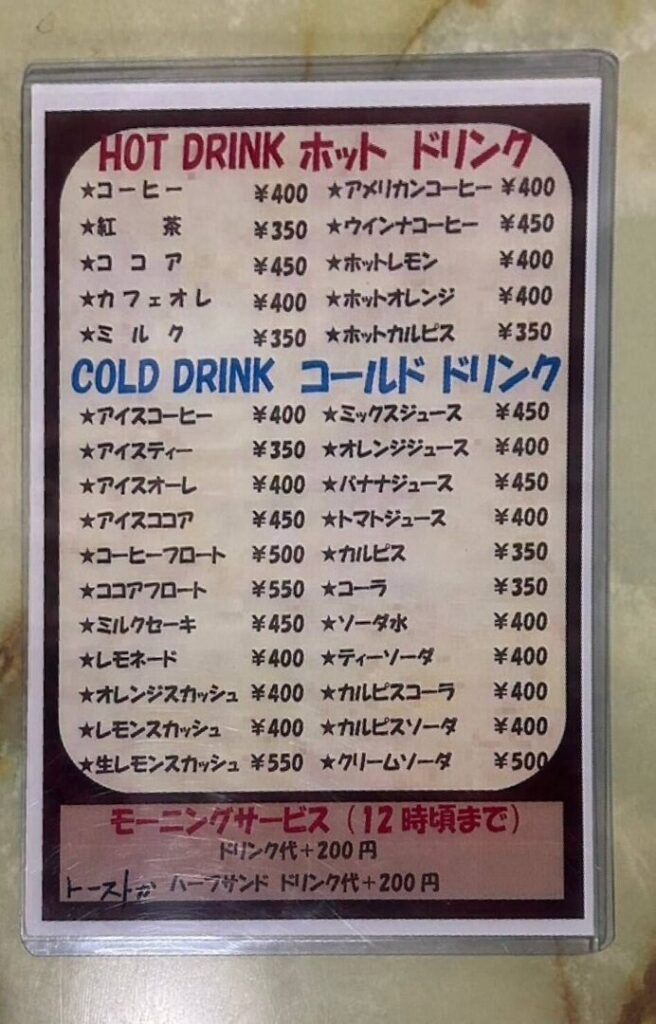 HOT DRINK ホット ドリンク
★コーヒー ¥400 ★アメリカンコーヒー ¥400
★紅 茶 ¥350 ★ウインナコーヒー ¥450
★コ コ ア ¥450 ★ホットレモン ¥400
★カフェオレ ¥400 ★ホットオレンジ ¥400
★ミ ル ク ¥350 ★ホットカルピス ¥350
COLD DRINK コールド ドリンク
★アイスコーヒー ¥400 ★ミックスジュース ¥450
★アイスティー ¥350 ★オレンジジュース ¥400
★アイスオーレ ¥400 ★バナナジュース ¥450
★アイスココア ¥450 ★トマトジュース ¥400
★コーヒーフロート ¥500 ★カルピス ¥350
★ココアフロート ¥550 ★コーラ ¥350
★ミルクセーキ ¥450 ★ソーダ水 ¥400
★レモネード ¥400 ★ティーソーダ ¥400
★オレンジスカッシュ ¥400 ★カルピスコーラ ¥400
★レモンスカッシュ ¥400 ★カルピスソーダ ¥400
★生レモンスカッシュ ¥550 ★クリームソーダ ¥500
モーニングサービス（12時頃まで）
ドリンク代＋200円
トーストか ハーフサンド ドリンク代＋200円